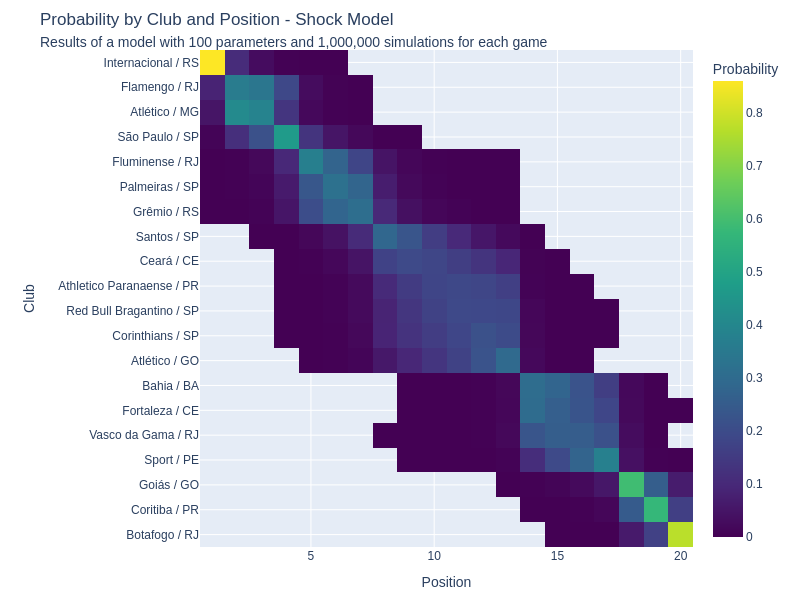 Probability by Club and Position - Shock Model
Results of a model with 100 parameters and 1,000,000 simulations for each game
Probability
Internacional / RS
Flamengo / RJ
Atlético / MG
São Paulo / SP
Fluminense / RJ
Palmeiras / SP
Grêmio / RS
Santos / SP
Ceará / CE
Athletico Paranaense / PR
Red Bull Bragantino / SP
Corinthians / SP
Atlético / GO
Bahia / BA
Fortaleza / CE
Vasco da Gama / RJ
Sport / PE
Goiás / GO
Coritiba / PR
Botafogo / RJ
Club
5
10
15
20
Position
0.8
0.7
0.6
0.5
0.4
0.3
0.2
0.1
0